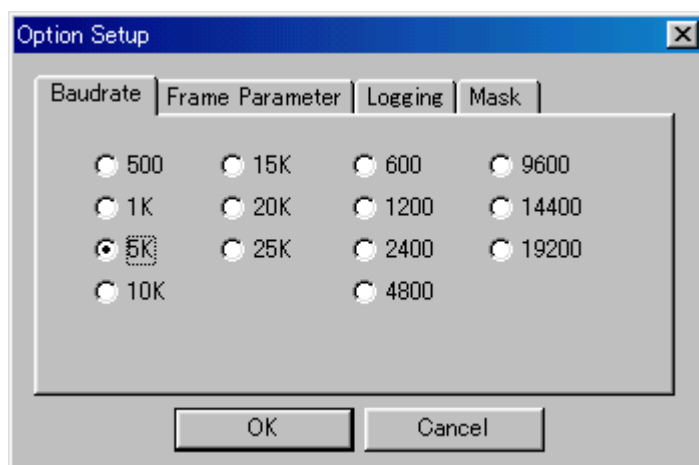 Option Setup
Baudrate Frame Parameter Logging Mask
500 15K 600 9600
1K 20K 1200 14400
5K 25K 2400 19200
10K 4800
OK Cancel